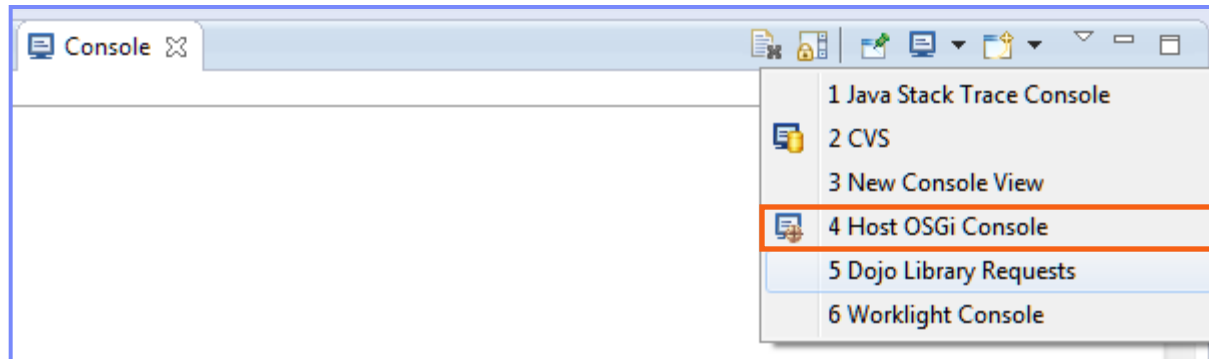 Console
1 Java Stack Trace Console
2 CVS
3 New Console View
4 Host OSGi Console
5 Dojo Library Requests
6 Worklight Console